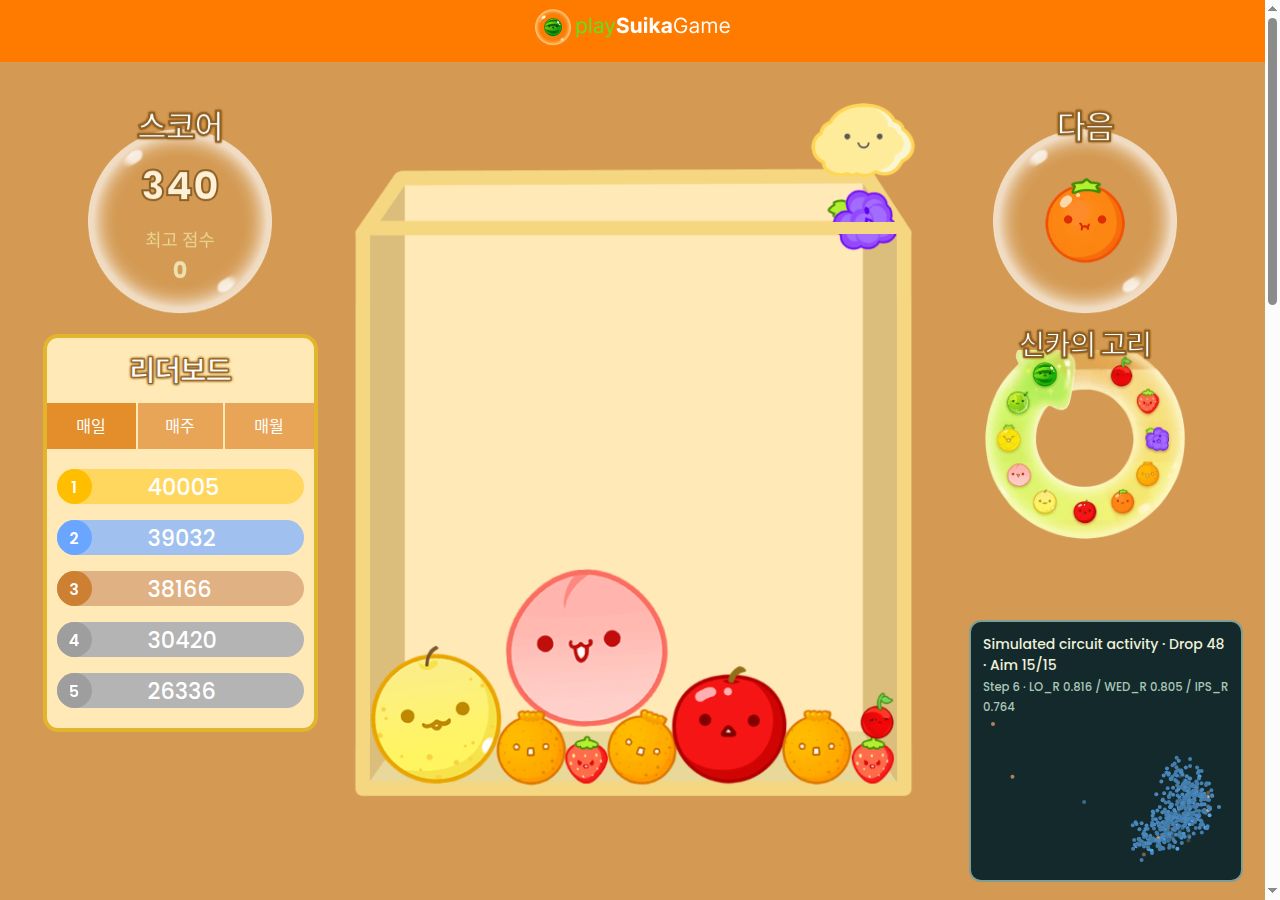 playSuikaGame
스코어
340
최고 점수
0
다음
신카의 고리
리더보드
매일 매주 매월
1 40005
2 39032
3 38166
4 30420
5 26336
Simulated circuit activity · Drop 48
· Aim 15/15
Step 6 · LO_R 0.816 / WED_R 0.805 / IPS_R
0.764